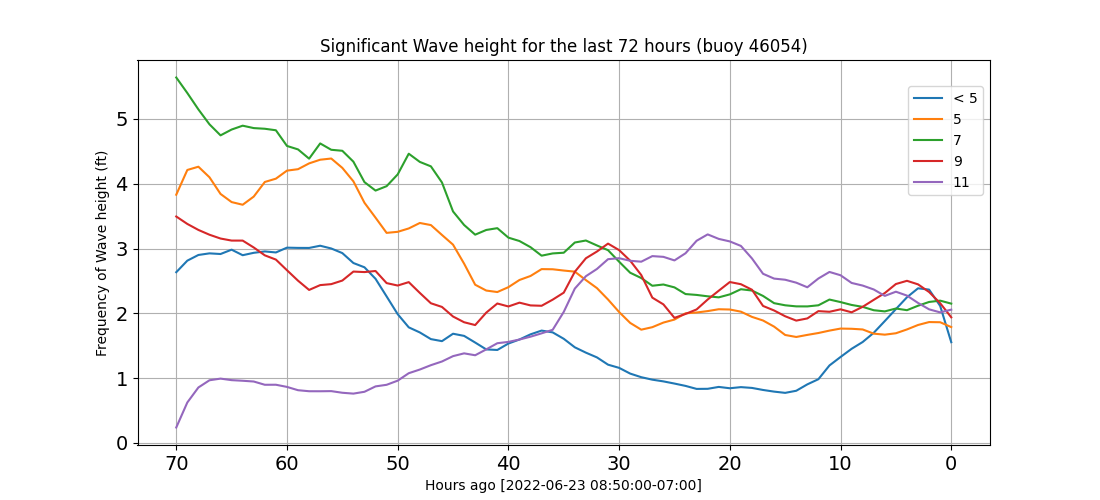 Significant Wave height for the last 72 hours (buoy 46054)
Frequency of Wave height (ft)
5
4
3
2
1
0
< 5
5
7
9
11
70 60 50 40 30 20 10 0
Hours ago [2022-06-23 08:50:00-07:00]